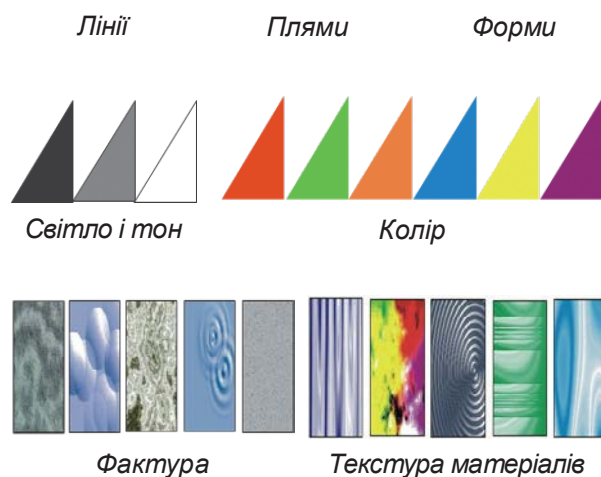 Лінії Плями Форми
Світло і тон Колір
Фактура Текстура матеріалів